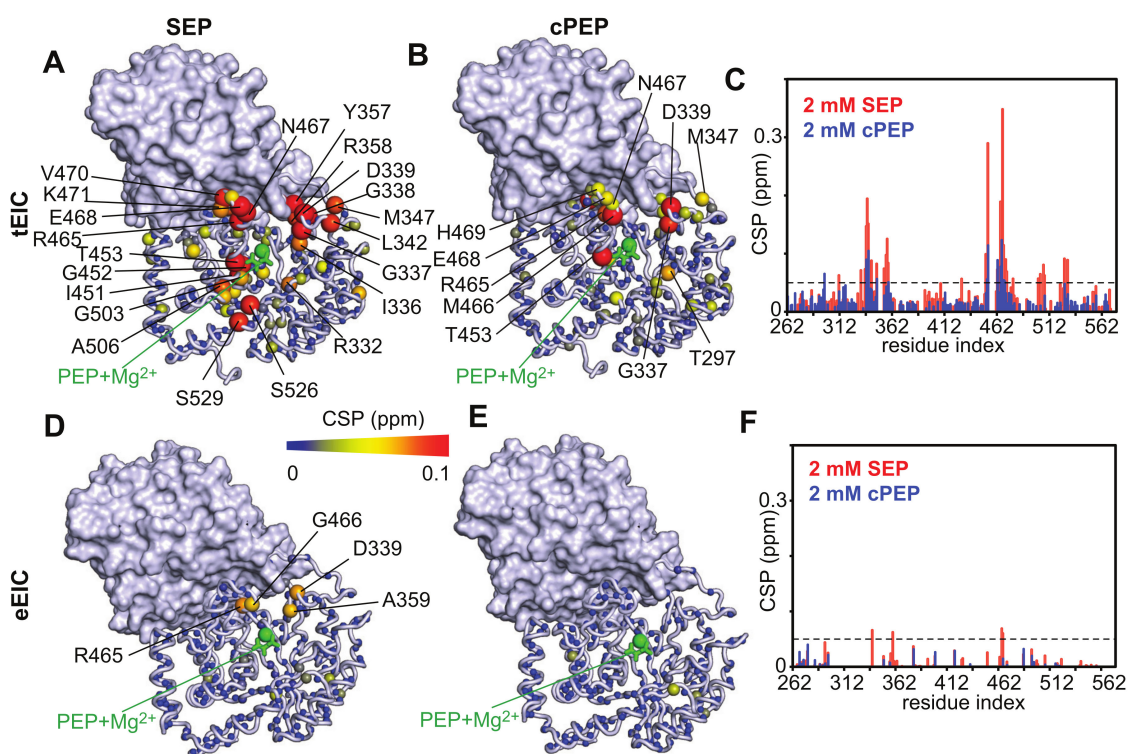 SEP
cPEP
A
B
C
tEIC
N467
Y357
R358
D339
G338
M347
L342
G337
I336
R332
V470
K471
E468
R465
T453
G452
I451
G503
A506
PEP+Mg2+
S529
S526
N467
D339
M347
H469
E468
R465
M466
T453
PEP+Mg2+
G337
T297
2 mM SEP
2 mM cPEP
CSP (ppm)
0.3
0
262 312 362 412 462 512 562
residue index
D
CSP (ppm)
0 0.1
E
F
eEIC
G466
D339
A359
R465
PEP+Mg2+
PEP+Mg2+
2 mM SEP
2 mM cPEP
CSP (ppm)
0.3
0
262 312 362 412 462 512 562
residue index